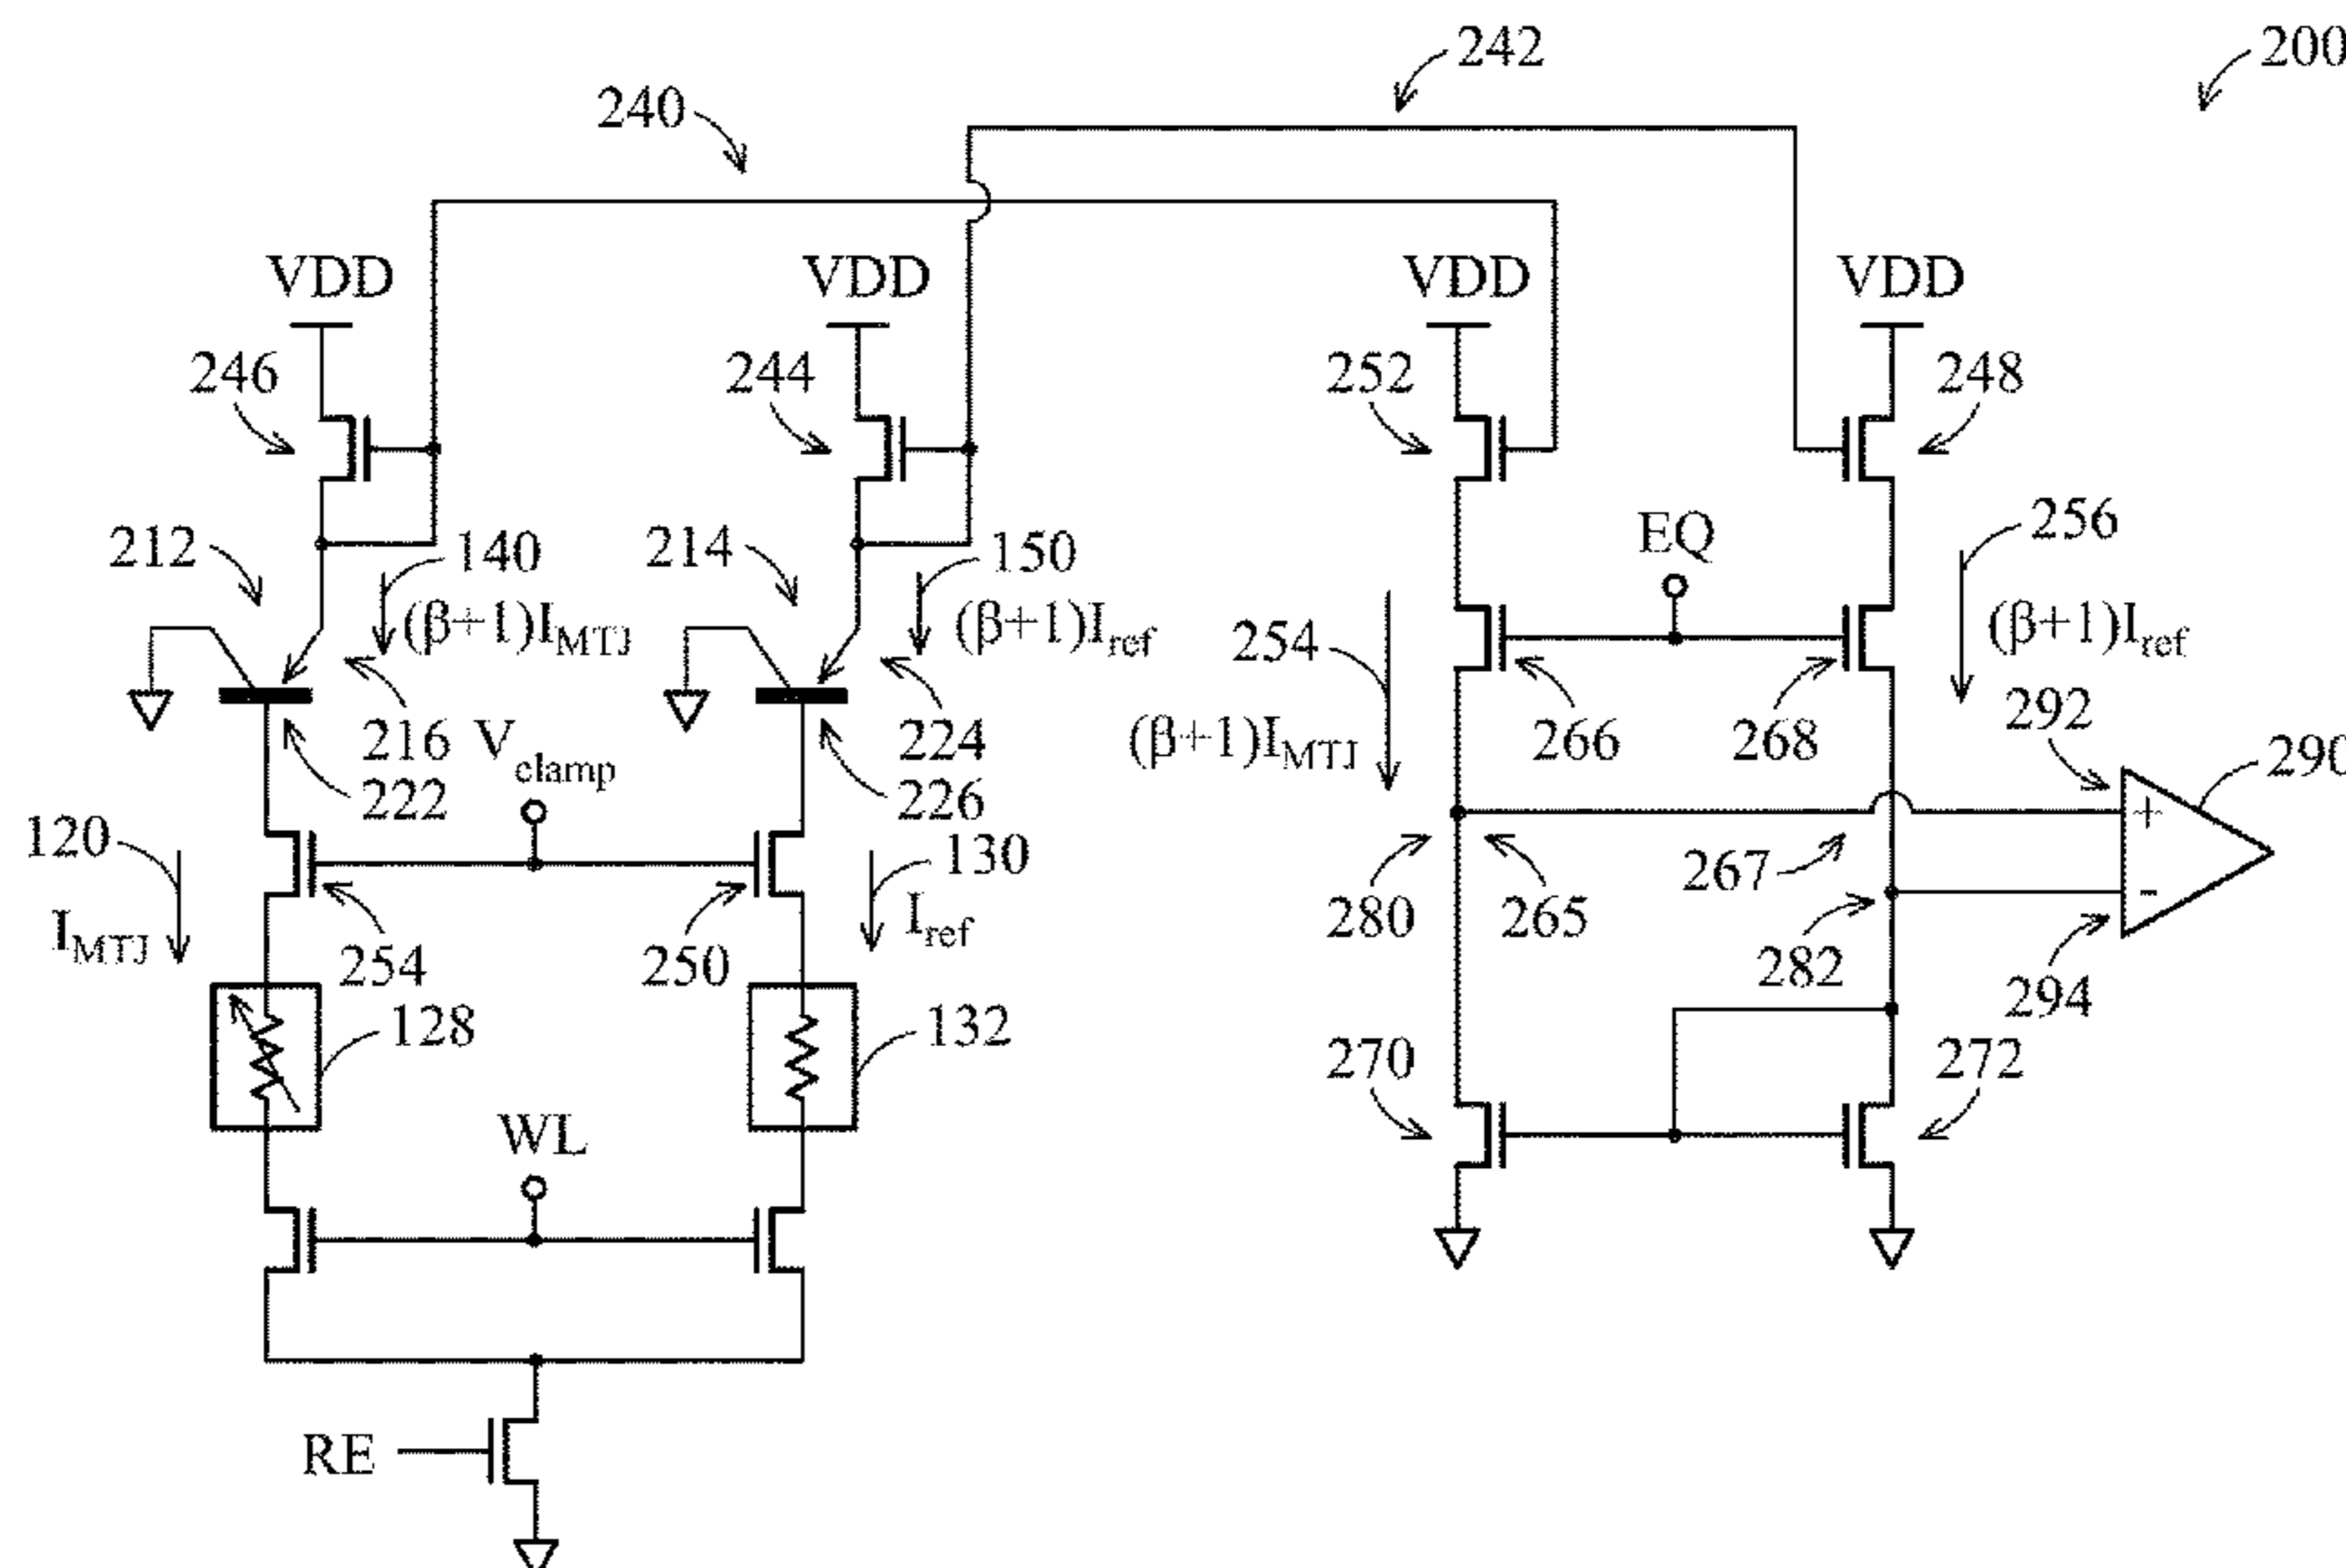 242
200
240
VDD
VDD
VDD
VDD
246
244
252
248
212
140
214
150
EQ
256
(β+1)I_MTJ
(β+1)I_ref
254
(β+1)I_ref
216
V_clamp
224
(β+1)I_MTJ
266
268
292
290
222
226
120
130
267
+
I_MTJ
I_ref
280
265
-
254
250
282
294
128
132
270
272
WL
RE